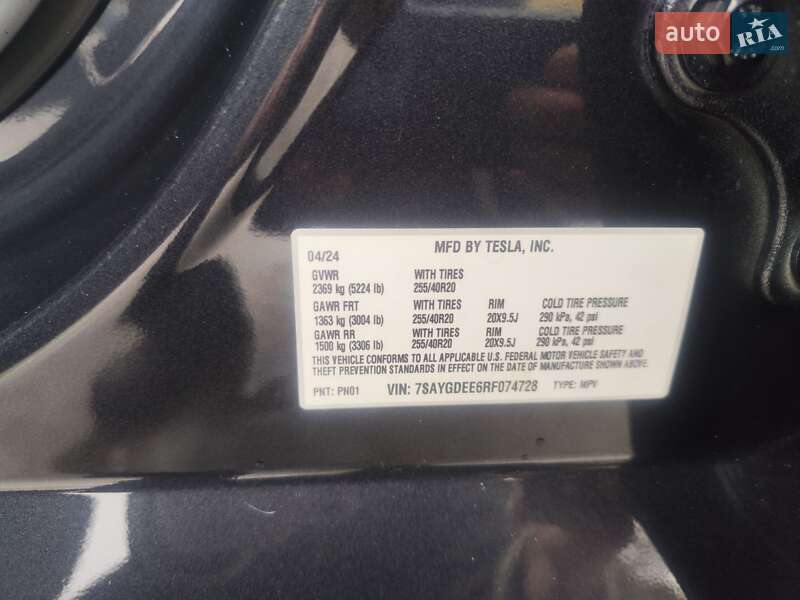 auto RIA.com
04/24 MFD BY TESLA, INC.
GVWR WITH TIRES
2369 kg (5224 lb) 255/40R20
GAWR FRT WITH TIRES RIM COLD TIRE PRESSURE
1363 kg (3004 lb) 255/40R20 20X9.5J 290 kPa, 42 psi
GAWR RR WITH TIRES RIM COLD TIRE PRESSURE
1500 kg (3306 lb) 255/40R20 20X9.5J 290 kPa, 42 psi
THIS VEHICLE CONFORMS TO ALL APPLICABLE U.S. FEDERAL MOTOR VEHICLE SAFETY AND
THEFT PREVENTION STANDARDS IN EFFECT ON THE DATE OF MANUFACTURE SHOWN ABOVE.
PNT: PN01 VIN: 7SAYGDEE6RF074728 TYPE: MPV